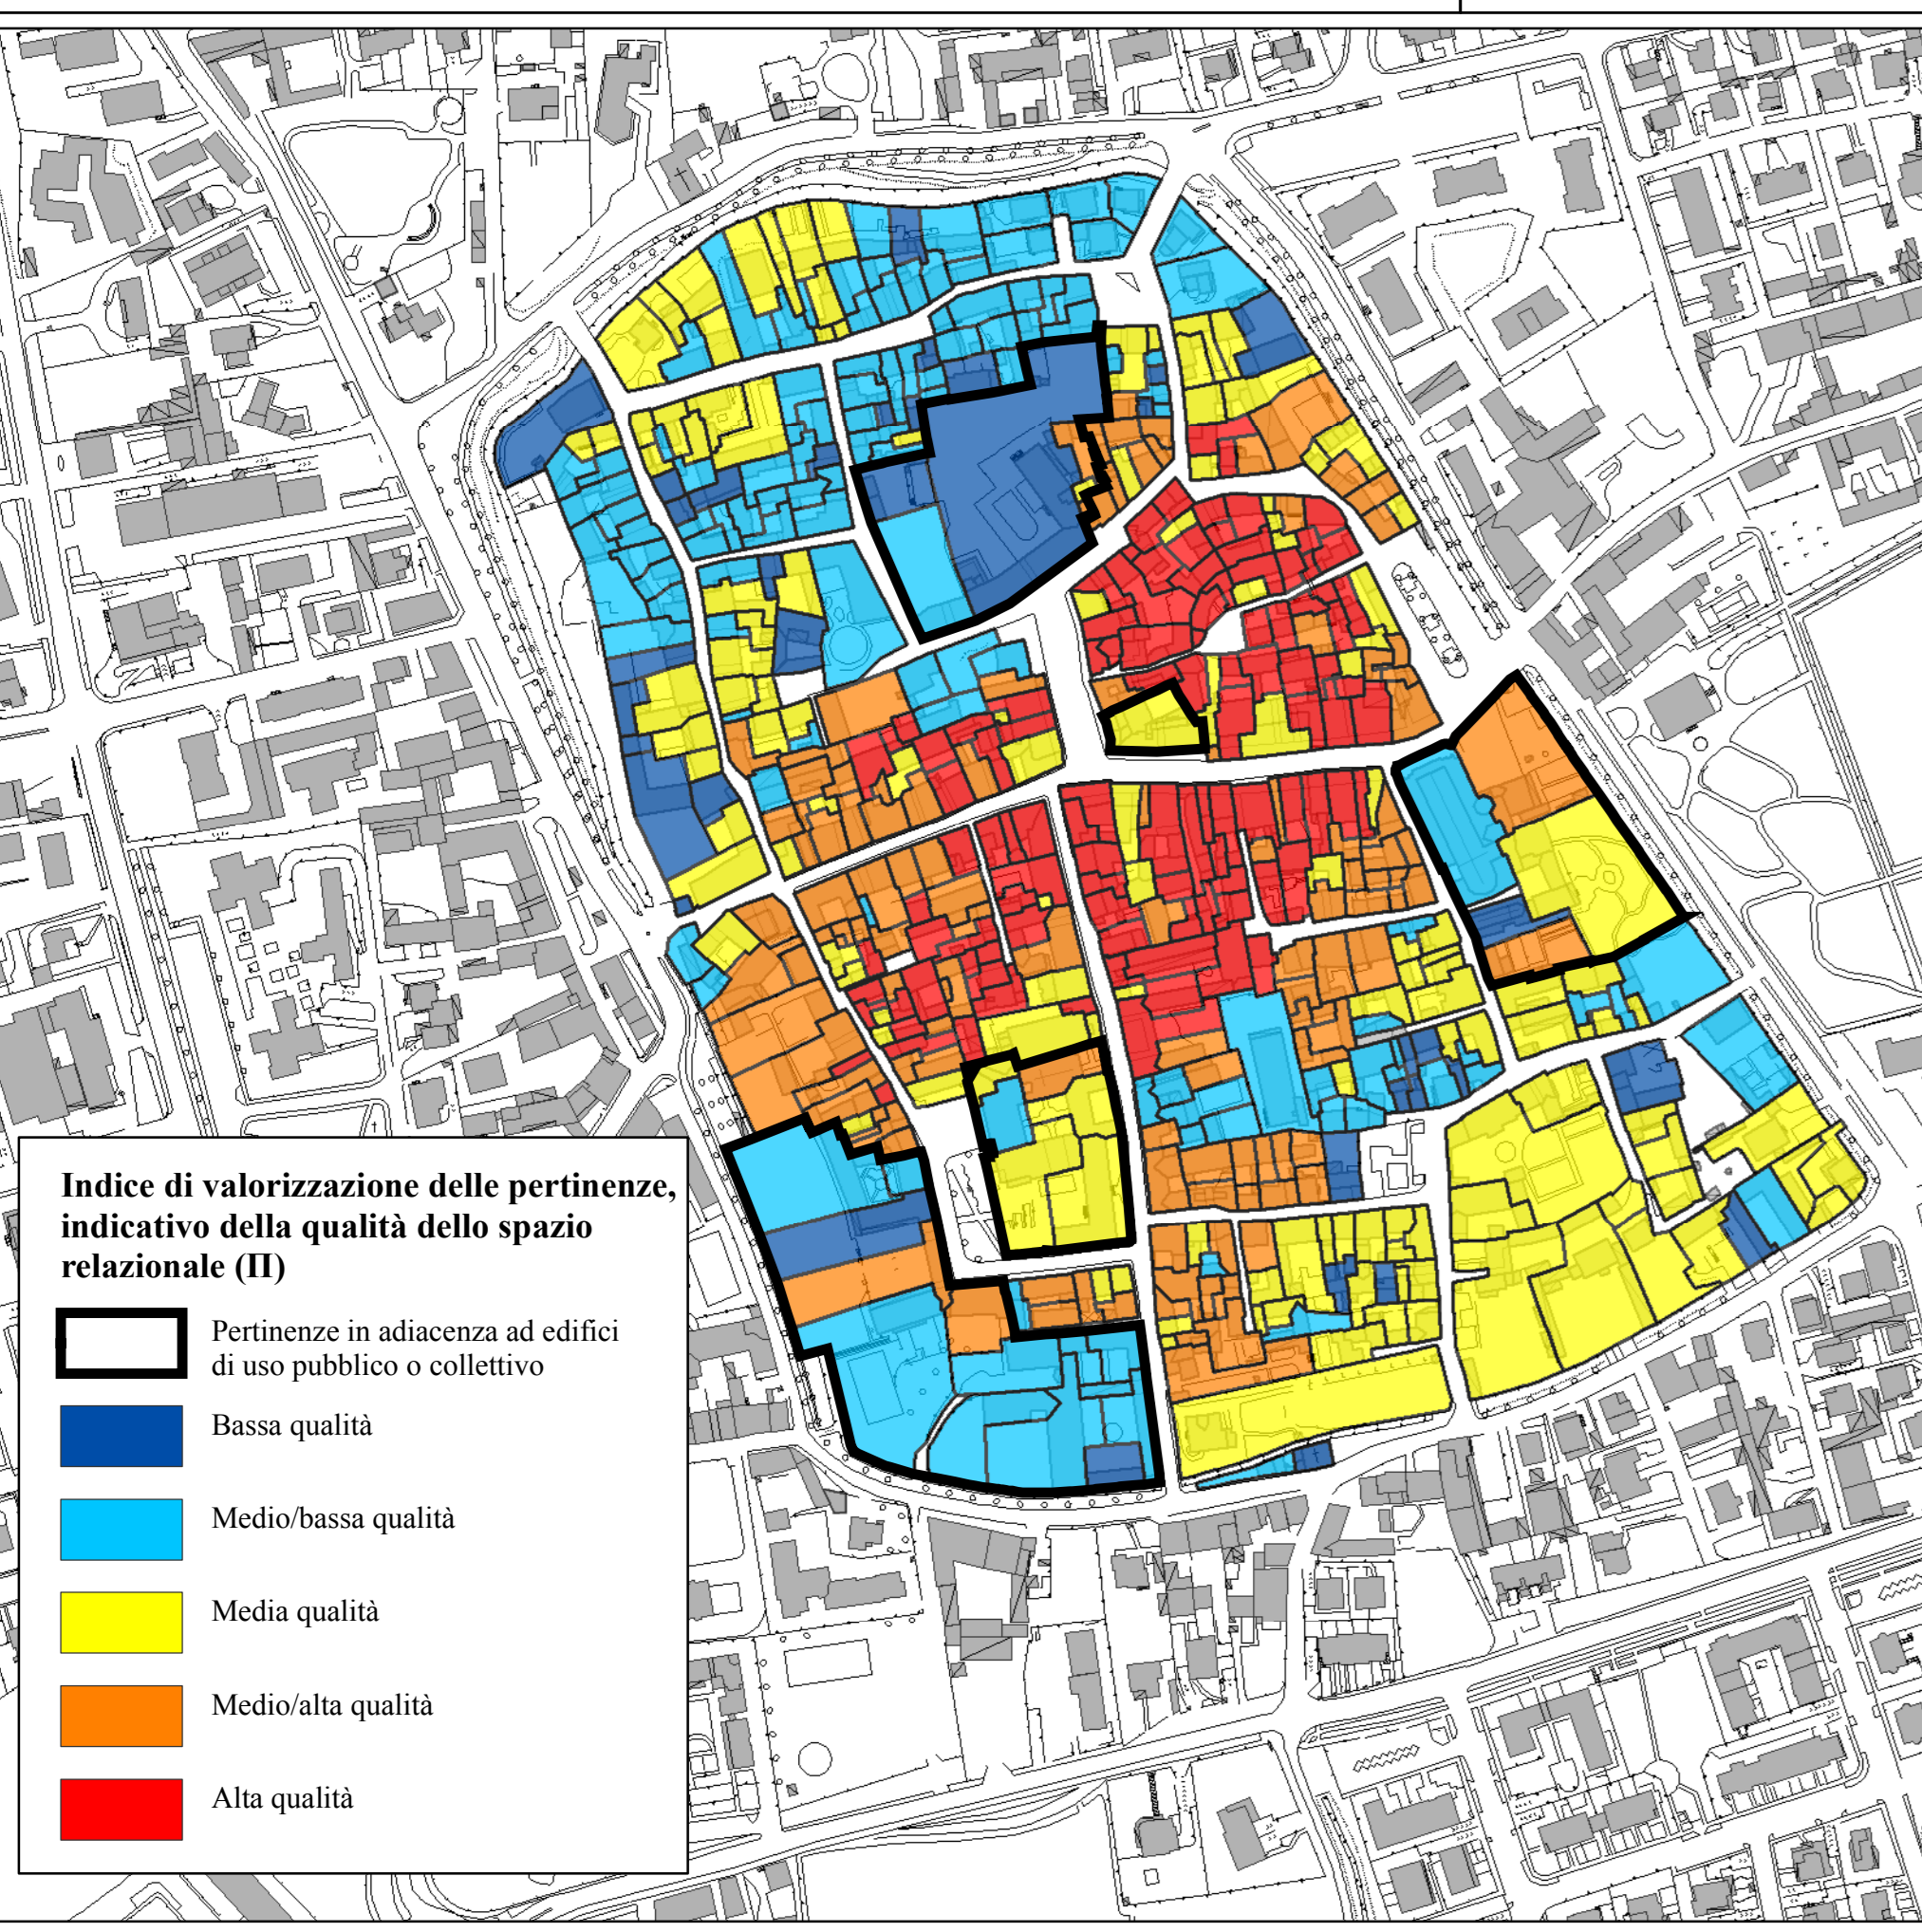 Indice di valorizzazione delle pertinenze,
indicativo della qualità dello spazio
relazionale (II)
Pertinenze in adiacenza ad edifici
di uso pubblico o collettivo
Bassa qualità
Medio/bassa qualità
Media qualità
Medio/alta qualità
Alta qualità